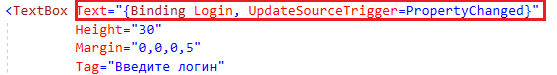 <TextBox Text="{Binding Login, UpdateSourceTrigger=PropertyChanged}"
Height="30"
Margin="0,0,0,5"
Tag="Введите логин"